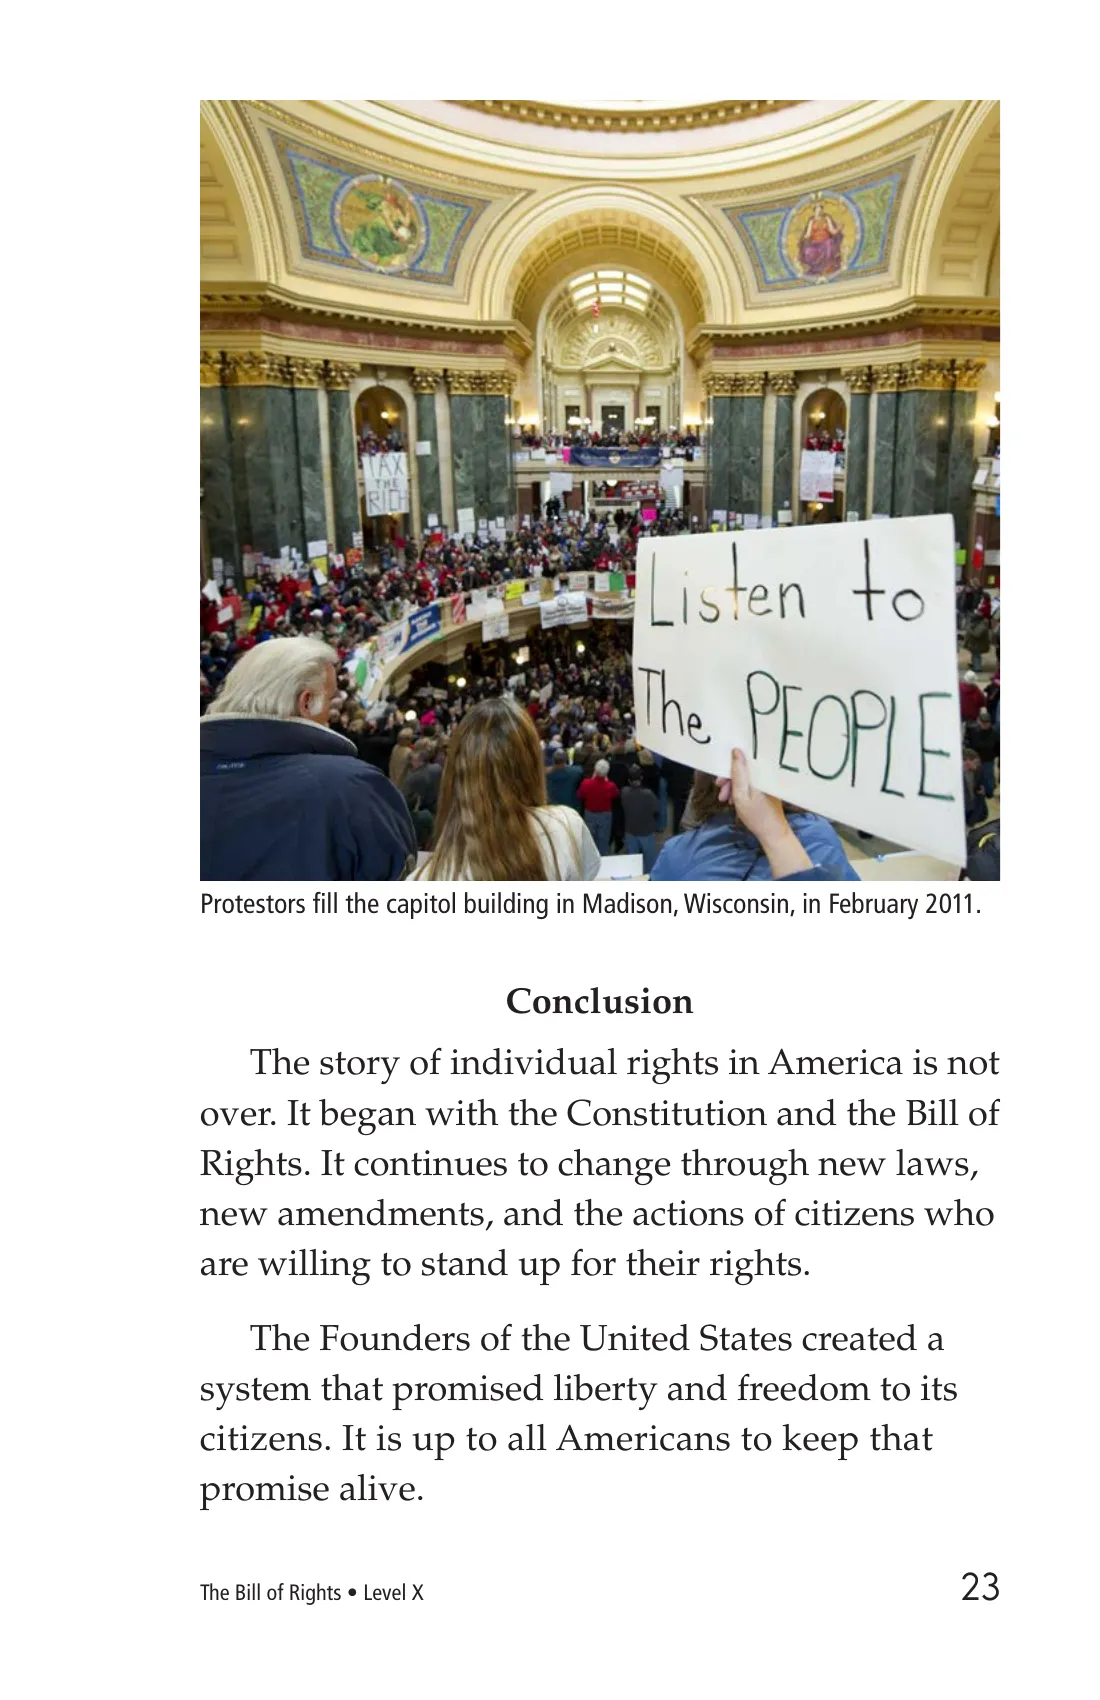 TAX
THE
RICH
Listen to
The PEOPLE
Protestors fill the capitol building in Madison, Wisconsin, in February 2011.
Conclusion
The story of individual rights in America is not
over. It began with the Constitution and the Bill of
Rights. It continues to change through new laws,
new amendments, and the actions of citizens who
are willing to stand up for their rights.
The Founders of the United States created a
system that promised liberty and freedom to its
citizens. It is up to all Americans to keep that
promise alive.
The Bill of Rights • Level X
23